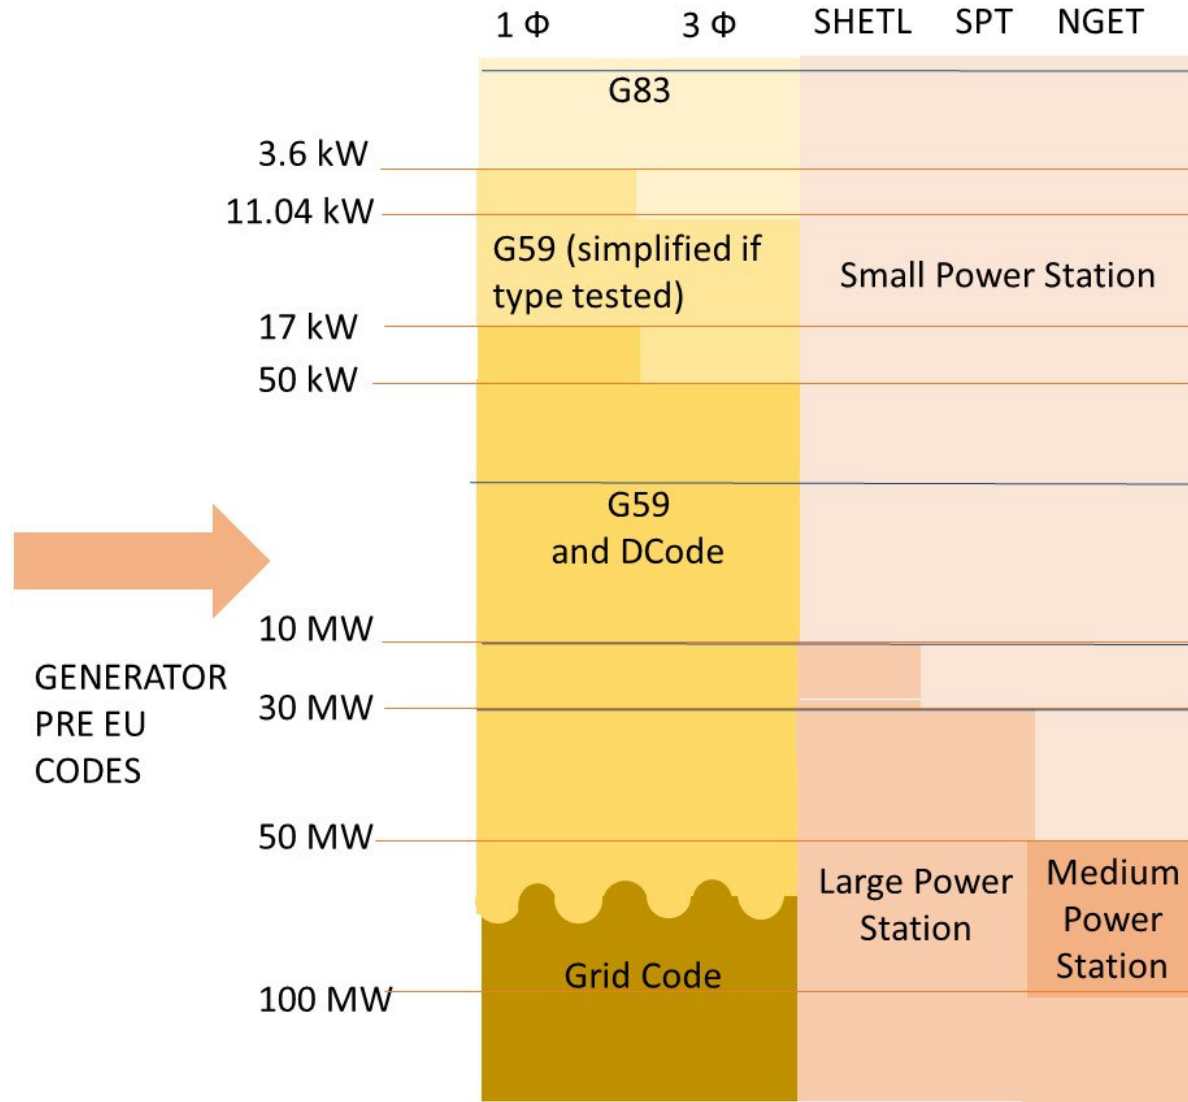 1 Φ 3 Φ SHETL SPT NGET
G83
3.6 kW
11.04 kW
G59 (simplified if
type tested)
Small Power Station
17 kW
50 kW
G59
and DCode
10 MW
GENERATOR
PRE EU
CODES
30 MW
50 MW
Large Power
Station
Medium
Power
Station
Grid Code
100 MW